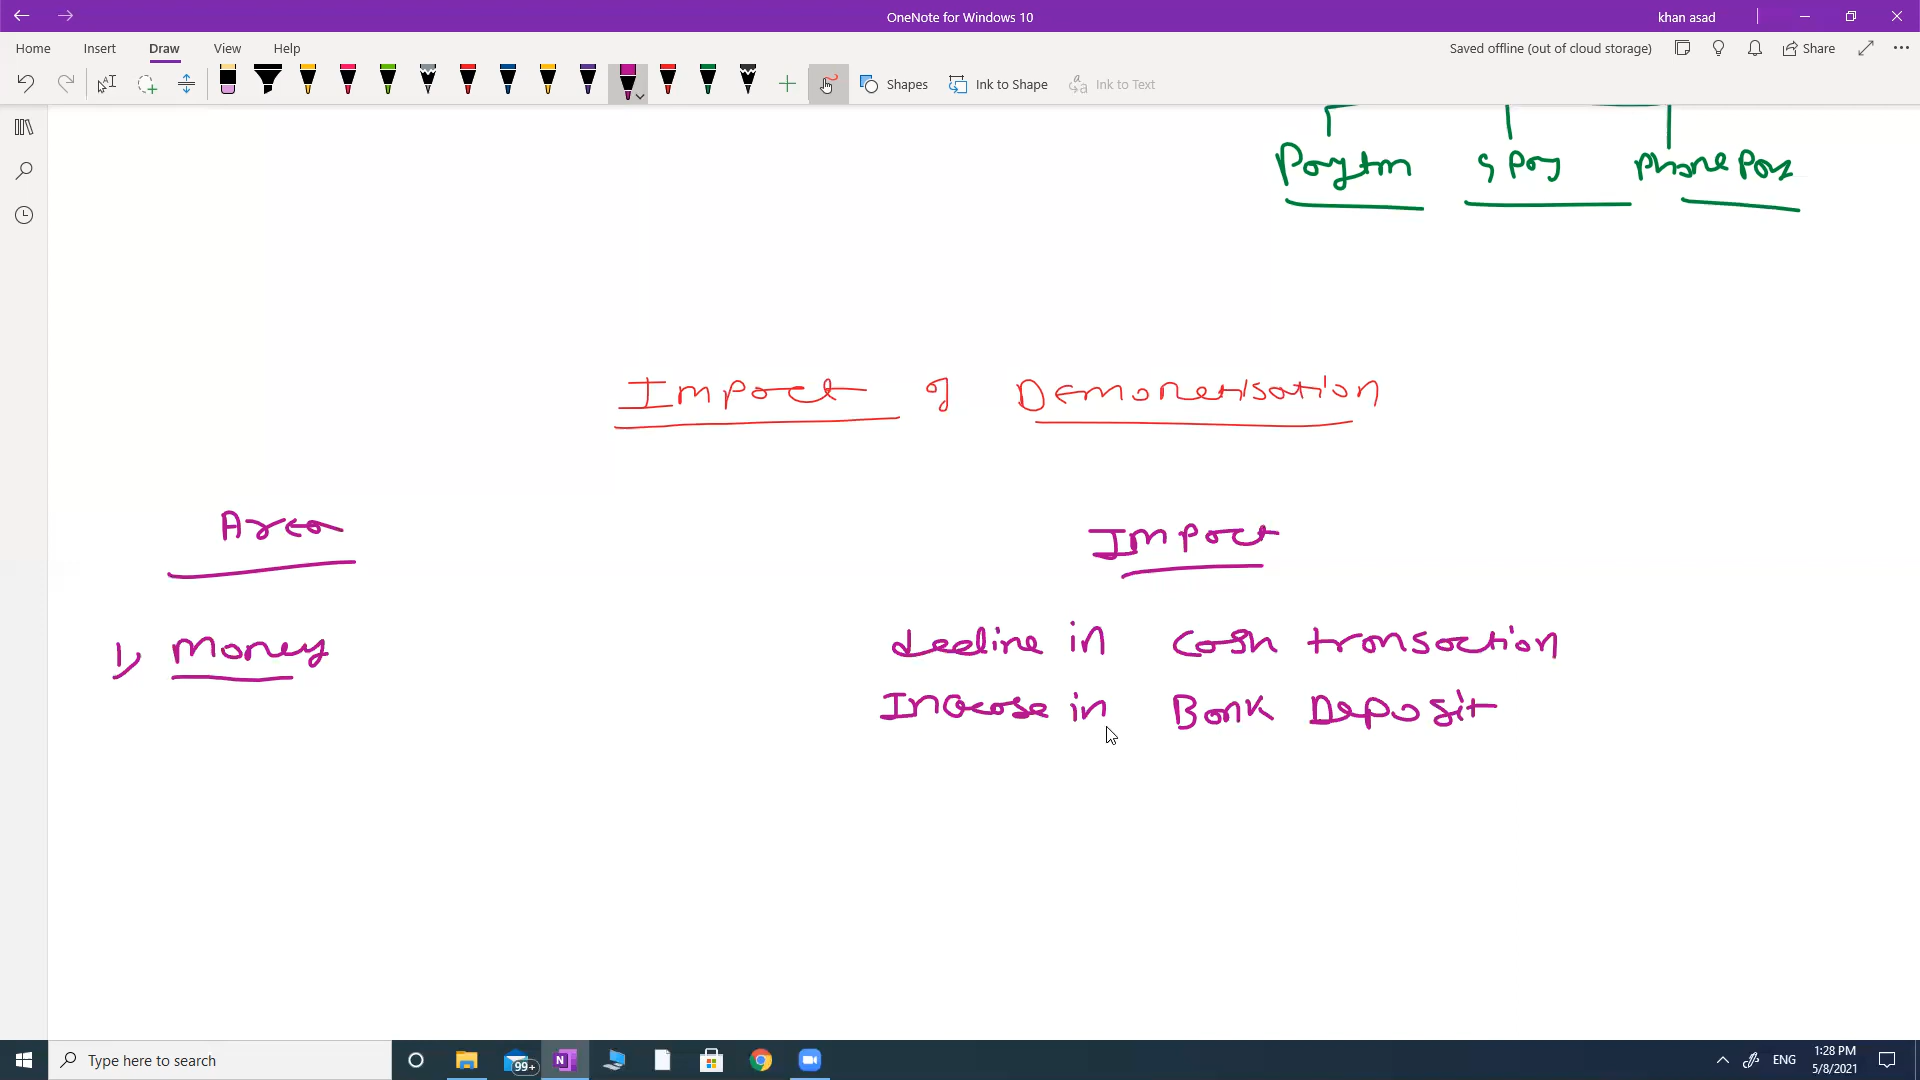 OneNote for Windows 10
khan asad
Home Insert Draw View Help
Saved offline (out of cloud storage) Share
Shapes Ink to Shape Ink to Text
Paytm G Pay Phone Pay
Impact of Demonetisation
Area Impact
1) Money decline in Cash transaction
Increase in Bank Deposit
Type here to search
99+
ENG
1:28 PM
5/8/2021